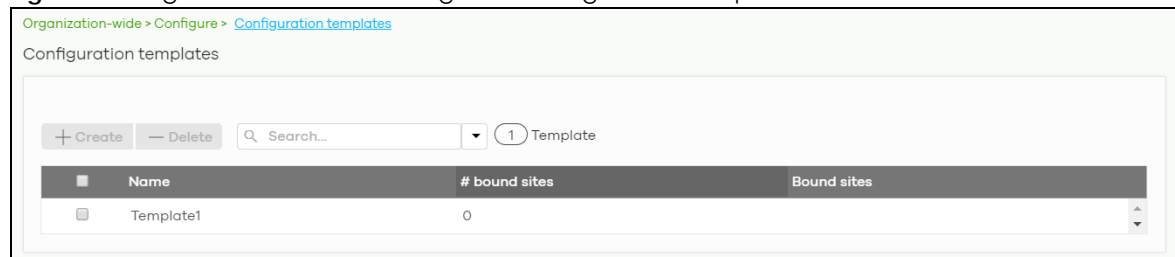 Organization-wide > Configure > Configuration templates
Configuration templates
+ Create — Delete Search... 1 Template
Name # bound sites Bound sites
Template1 0